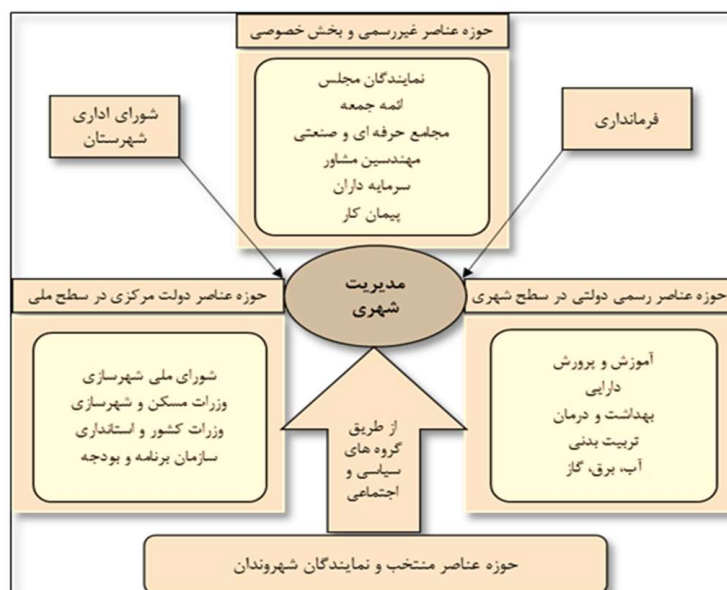 حوزه عناصر غیررسمی و بخش خصوصی
نمایندگان مجلس
ائمه جمعه
مجامع حرفه ای و صنعتی
مهندسین مشاور
سرمایه داران
پیمان کار
فرمانداری
شورای اداری
شهرستان
مدیریت
شهری
حوزه عناصر رسمی دولتی در سطح شهری
آموزش و پرورش
دارایی
بهداشت و درمان
تربیت بدنی
آب، برق، گاز
حوزه عناصر دولت مرکزی در سطح ملی
شورای ملی شهرسازی
وزرات مسکن و شهرسازی
وزرات کشور و استانداری
سازمان برنامه و بودجه
از طریق
گروه های
سیاسی و
اجتماعی
حوزه عناصر منتخب و نمایندگان شهروندان